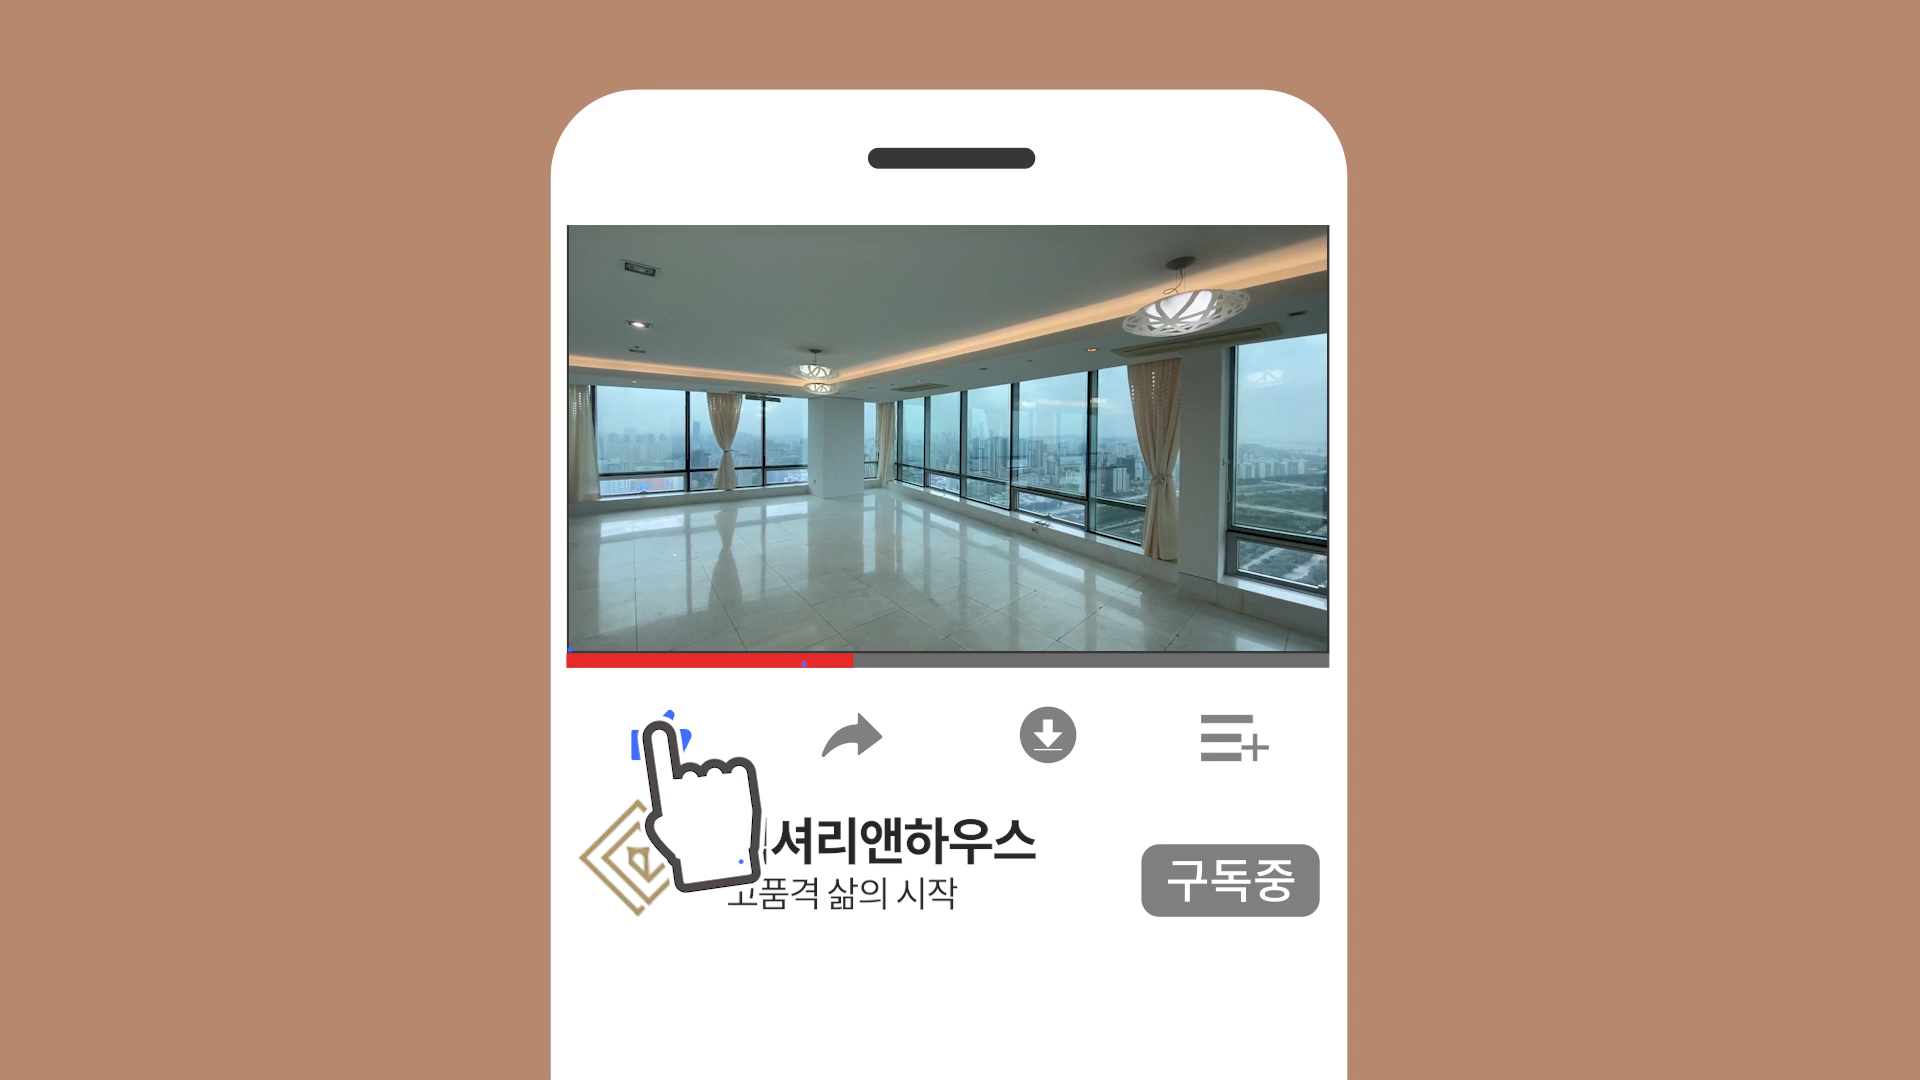 셔리앤하우스
고품격 삶의 시작
구독중